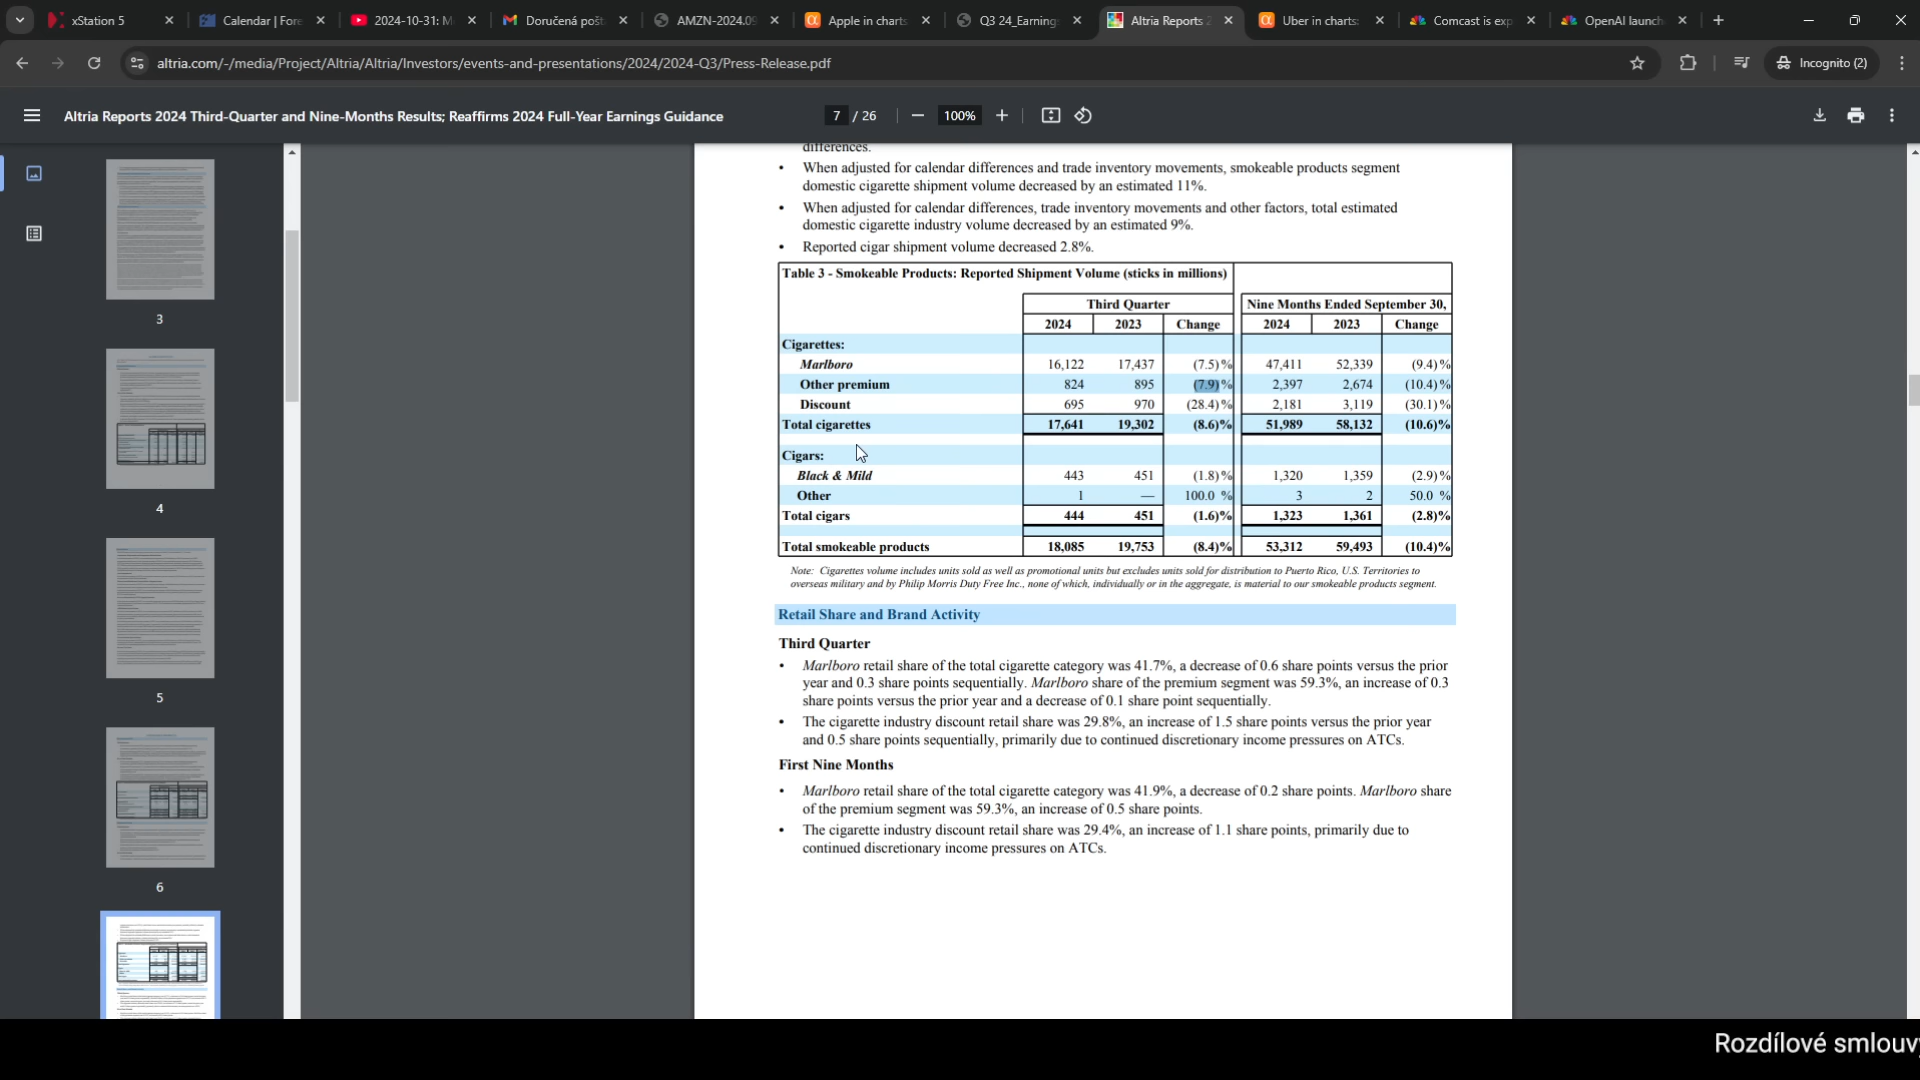 xStation 5
Calendar | Fore
2024-10-31: M
Doručená pošt
AMZN-2024.09
Apple in charts
Q3 24_Earning
Altria Reports 2
Uber in charts:
Comcast is exp
OpenAI launch
altria.com/-/media/Project/Altria/Altria/Investors/events-and-presentations/2024/2024-Q3/Press-Release.pdf
Incognito (2)
Altria Reports 2024 Third-Quarter and Nine-Months Results; Reaffirms 2024 Full-Year Earnings Guidance
7 / 26
100%
3
4
5
6
differences.
• When adjusted for calendar differences and trade inventory movements, smokeable products segment
domestic cigarette shipment volume decreased by an estimated 11%.
• When adjusted for calendar differences, trade inventory movements and other factors, total estimated
domestic cigarette industry volume decreased by an estimated 9%.
• Reported cigar shipment volume decreased 2.8%.
Table 3 - Smokeable Products: Reported Shipment Volume (sticks in millions)
Third Quarter Nine Months Ended September 30,
2024 2023 Change 2024 2023 Change
Cigarettes:
Marlboro 16,122 17,437 (7.5)% 47,411 52,339 (9.4)%
Other premium 824 895 (7.9)% 2,397 2,674 (10.4)%
Discount 695 970 (28.4)% 2,181 3,119 (30.1)%
Total cigarettes 17,641 19,302 (8.6)% 51,989 58,132 (10.6)%
Cigars:
Black & Mild 443 451 (1.8)% 1,320 1,359 (2.9)%
Other 1 — 100.0 % 3 2 50.0 %
Total cigars 444 451 (1.6)% 1,323 1,361 (2.8)%
Total smokeable products 18,085 19,753 (8.4)% 53,312 59,493 (10.4)%
Note: Cigarettes volume includes units sold as well as promotional units but excludes units sold for distribution to Puerto Rico, U.S. Territories to
overseas military and by Philip Morris Duty Free Inc., none of which, individually or in the aggregate, is material to our smokeable products segment.
Retail Share and Brand Activity
Third Quarter
• Marlboro retail share of the total cigarette category was 41.7%, a decrease of 0.6 share points versus the prior
year and 0.3 share points sequentially. Marlboro share of the premium segment was 59.3%, an increase of 0.3
share points versus the prior year and a decrease of 0.1 share point sequentially.
• The cigarette industry discount retail share was 29.8%, an increase of 1.5 share points versus the prior year
and 0.5 share points sequentially, primarily due to continued discretionary income pressures on ATCs.
First Nine Months
• Marlboro retail share of the total cigarette category was 41.9%, a decrease of 0.2 share points. Marlboro share
of the premium segment was 59.3%, an increase of 0.5 share points.
• The cigarette industry discount retail share was 29.4%, an increase of 1.1 share points, primarily due to
continued discretionary income pressures on ATCs.
Rozdílové smlouvy